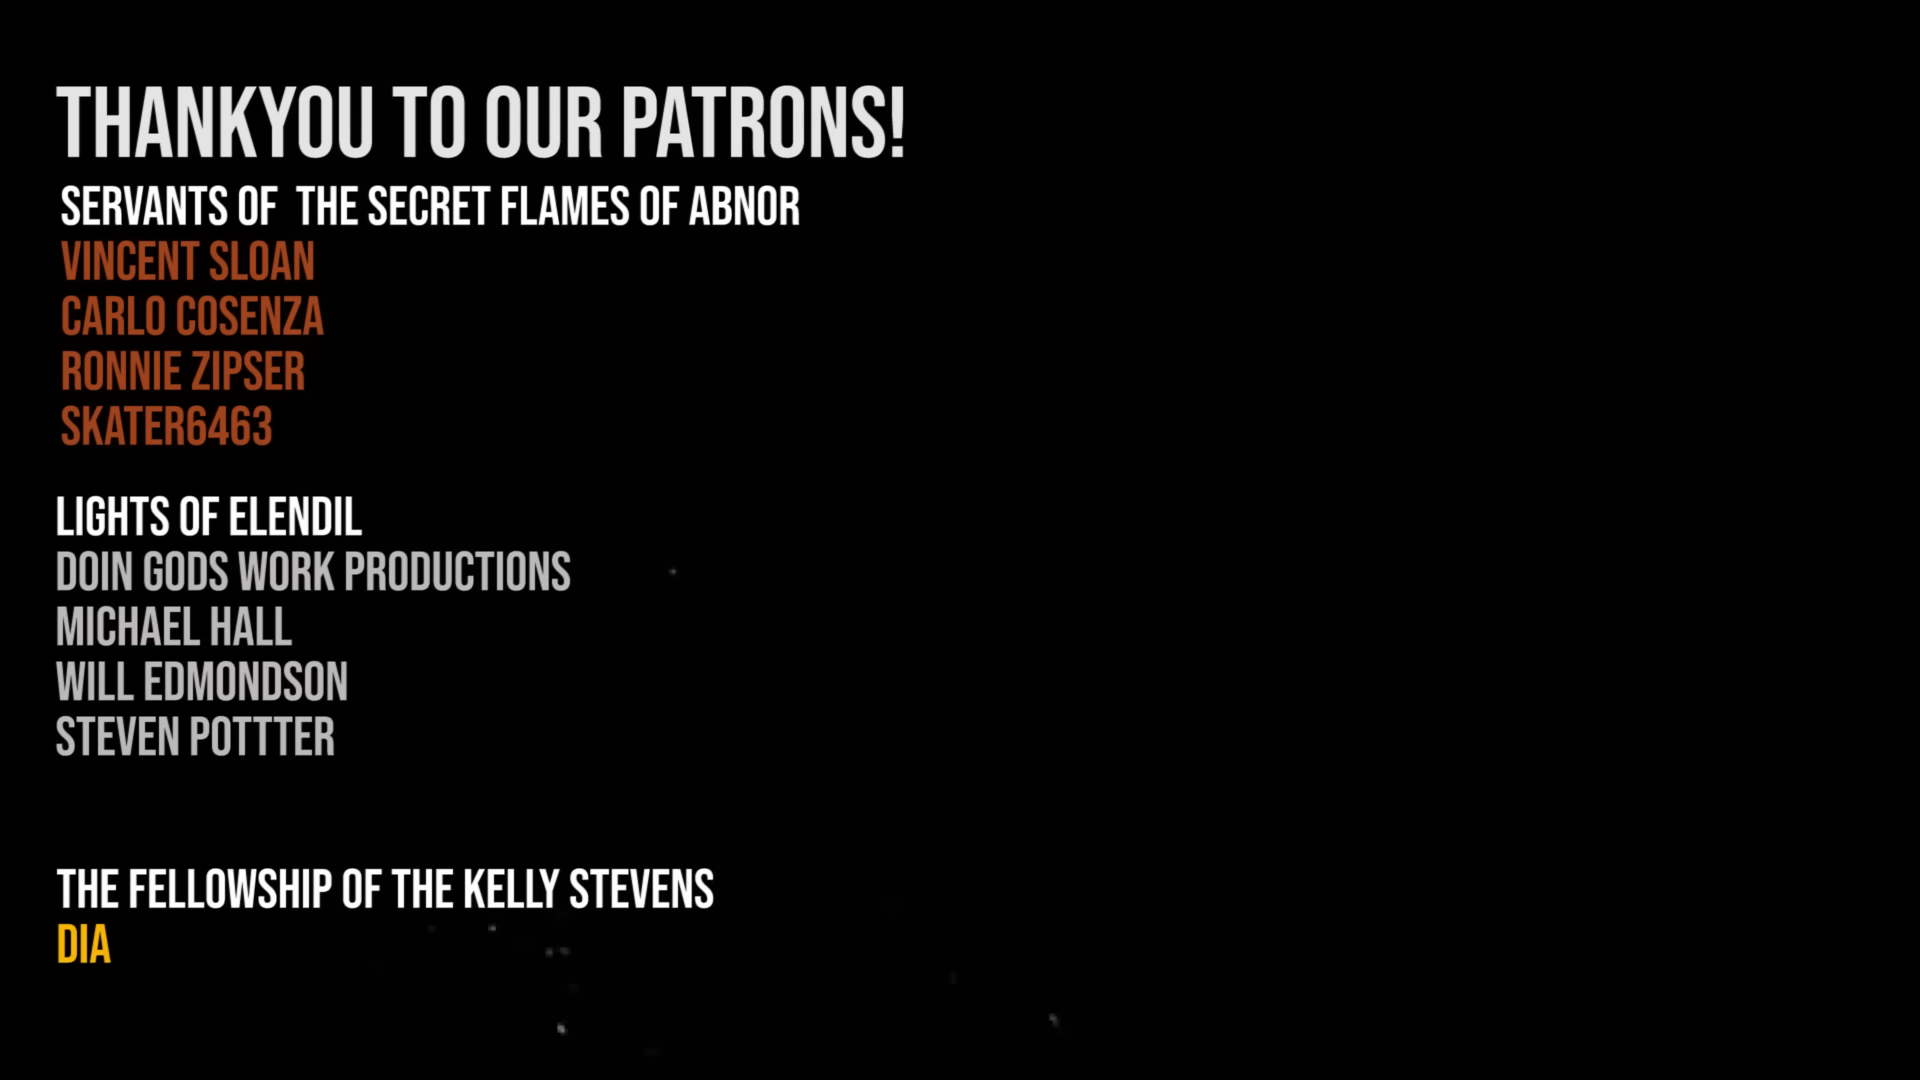 THANKYOU TO OUR PATRONS!
SERVANTS OF  THE SECRET FLAMES OF ABNOR
VINCENT SLOAN
CARLO COSENZA
RONNIE ZIPSER
SKATER6463
LIGHTS OF ELENDIL
DOIN GODS WORK PRODUCTIONS
MICHAEL HALL
WILL EDMONDSON
STEVEN POTTTER
THE FELLOWSHIP OF THE KELLY STEVENS
DIA